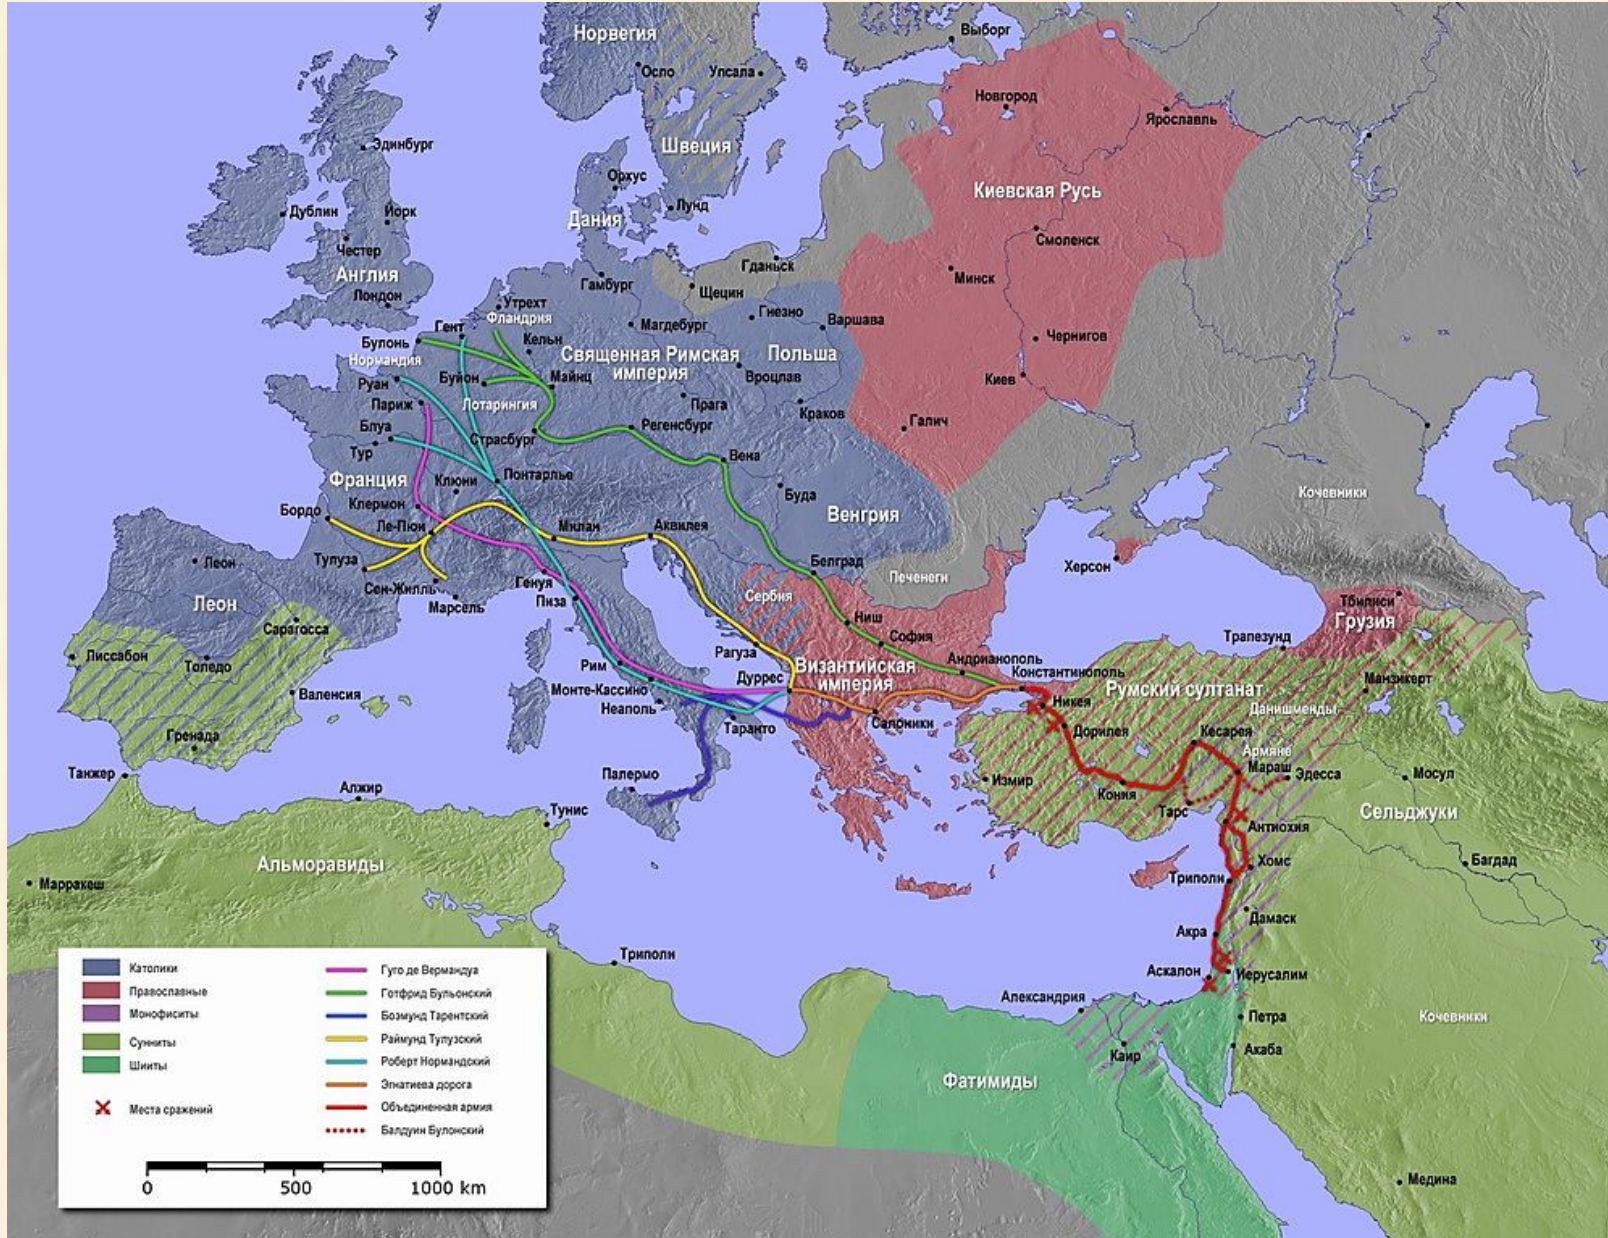 Норвегия
Осло
Упсала
Выборг
Новгород
Ярославль
Эдинбург
Швеция
Орхус
Киевская Русь
Дублин
Йорк
Лунд
Дания
Смоленск
Честер
Англия
Лондон
Гданьск
Минск
Гамбург
Щецин
Утрехт
Фландрия
Гнезно
Варшава
Гент
Магдебург
Чернигов
Булонь
Кельн
Нормандия
Священная Римская
империя
Польша
Руан
Буйон
Майнц
Вроцлав
Киев
Париж
Лотарингия
Прага
Краков
Галич
Блуа
Страсбург
Регенсбург
Тур
Вена
Франция
Клюни
Понтарлье
Буда
Кочевники
Клермон
Бордо
Ле-Пюи
Милан
Аквилея
Венгрия
Тулуза
Белград
Леон
Сен-Жилль
Генуя
Печенеги
Херсон
Марсель
Пиза
Сербия
Тбилиси
Леон
Ниш
Грузия
Сарагосса
София
Трапезунд
Лиссабон
Толедо
Рим
Рагуза
Андрианополь
Дуррес
Византийская
империя
Константинополь
Манзикерт
Валенсия
Монте-Кассино
Румский султанат
Неаполь
Никея
Данишменды
Гренада
Таранто
Салоники
Дорилея
Кесарея
Армяне
Танжер
Палермо
Измир
Мараш
Эдесса
Мосул
Алжир
Кония
Тунис
Тарс
Сельджуки
Антиохия
Альморавиды
Хомс
Багдад
Марракеш
Триполи
Дамаск
Акра
Триполи
Аскалон
Иерусалим
Александрия
Петра
Кочевники
Каир
Акаба
Фатимиды
Медина
Католики
Православные
Монофиситы
Сунниты
Шииты
Места сражений
Гуго де Вермандуа
Готфрид Бульонский
Боэмунд Тарентский
Раймунд Тулузский
Роберт Нормандский
Эгнатиева дорога
Объединенная армия
Балдуин Булонский
0 500 1000 km